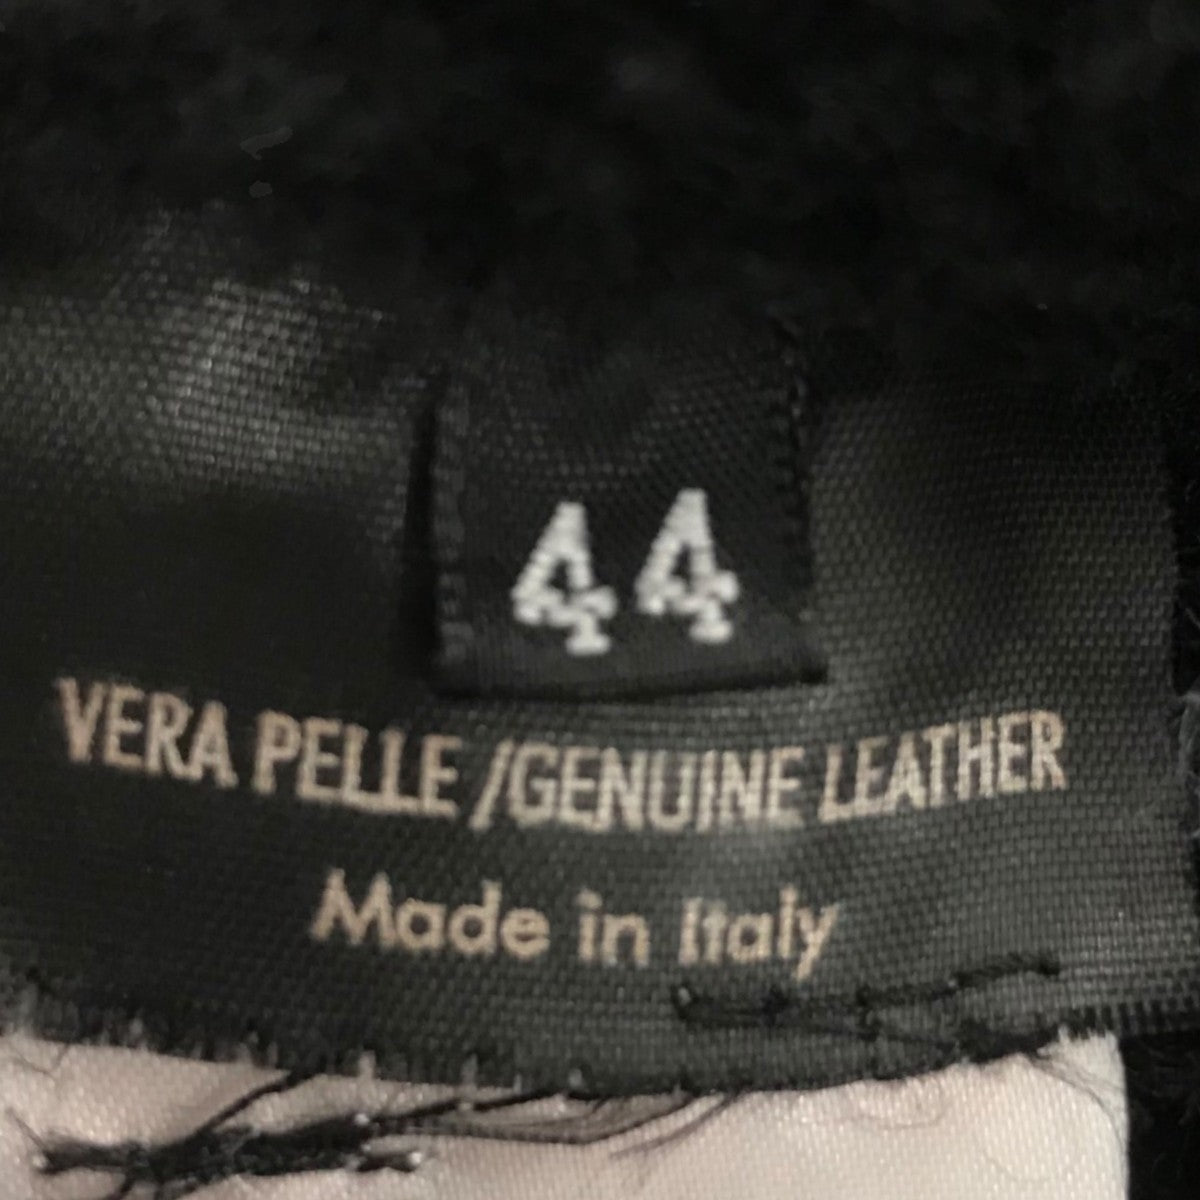 44
VERA PELLE /GENUINE LEATHER
Made in Italy